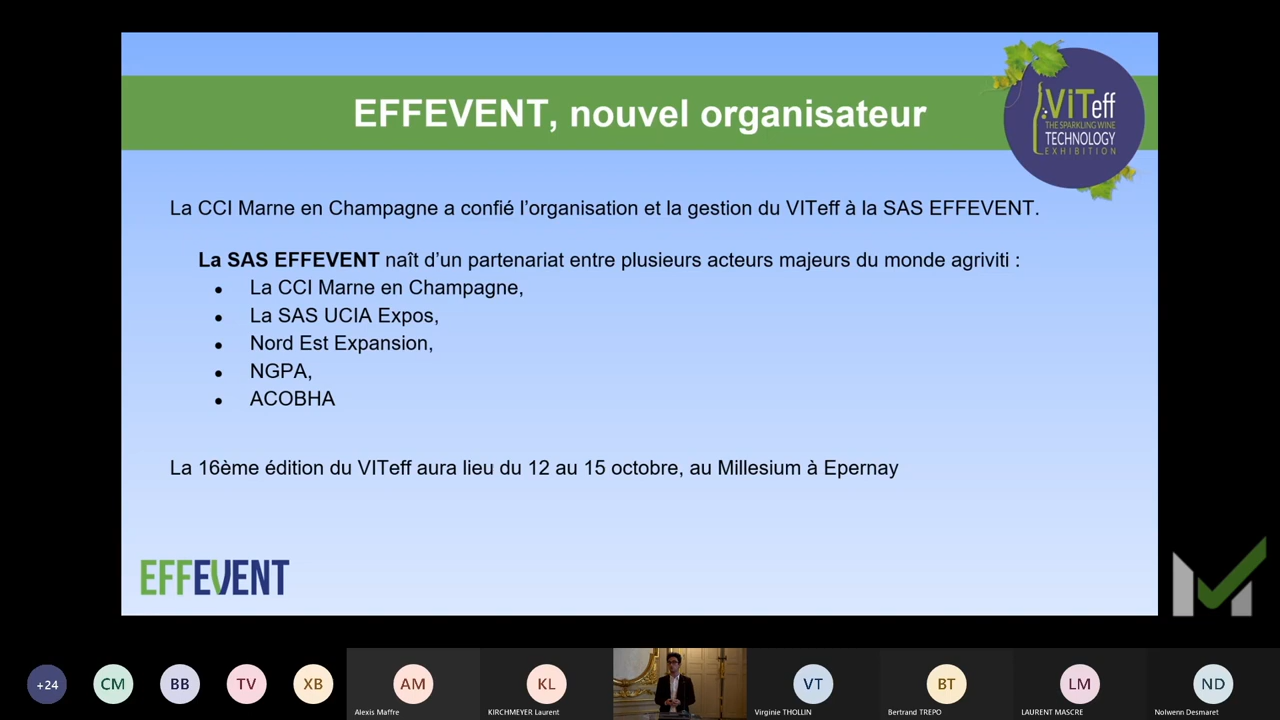 EFFEVENT, nouvel organisateur
ViTeff
THE SPARKLING WINE
TECHNOLOGY
EXHIBITION
La CCI Marne en Champagne a confié l’organisation et la gestion du VITeff à la SAS EFFEVENT.
La SAS EFFEVENT naît d’un partenariat entre plusieurs acteurs majeurs du monde agriviti :
• La CCI Marne en Champagne,
• La SAS UCIA Expos,
• Nord Est Expansion,
• NGPA,
• ACOBHA
La 16ème édition du VITeff aura lieu du 12 au 15 octobre, au Millesium à Epernay
EFFEVENT
+24
CM
BB
TV
XB
AM
KL
VT
BT
LM
ND
Alexis Maffre
KIRCHMEYER Laurent
Virginie THOLLIN
Bertrand TREPO
LAURENT MASCRE
Nolwenn Desmaret